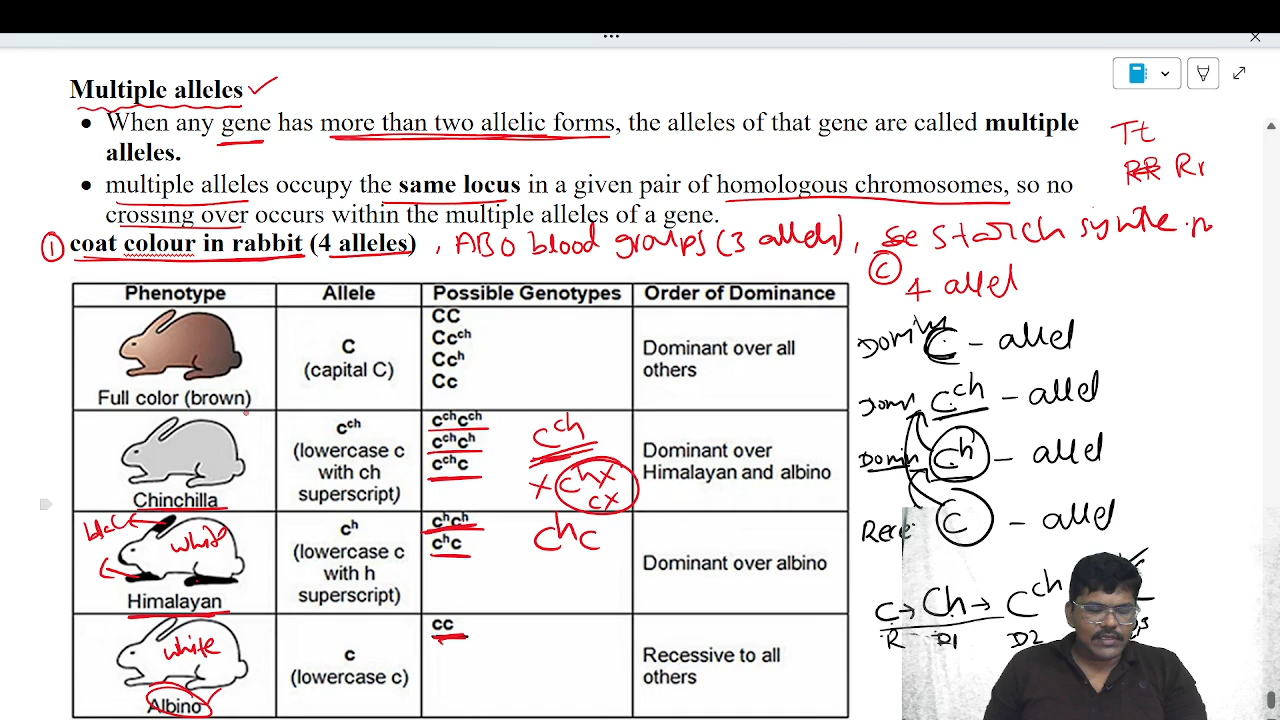 Multiple alleles
• When any gene has more than two allelic forms, the alleles of that gene are called multiple
alleles.
• multiple alleles occupy the same locus in a given pair of homologous chromosomes, so no
crossing over occurs within the multiple alleles of a gene.
Tt
RR Rr
① coat colour in rabbit (4 alleles) , ABO blood groups (3 alleles), starch
C
4 allel
Phenotype Allele Possible Genotypes Order of Dominance
Full color (brown)
C
(capital C)
CC
Ccᶜʰ
Ccʰ
Cc
Dominant over all
others
Chinchilla
cᶜʰ
(lowercase c
with ch
superscript)
cᶜʰcᶜʰ
cᶜʰcʰ
cᶜʰc
cᶜʰ
x cʰ x
c x
Dominant over
Himalayan and albino
black
white
Himalayan
cʰ
(lowercase c
with h
superscript)
cʰcʰ
cʰc
cʰc
Dominant over albino
white
Albino
c
(lowercase c)
cc
Recessive to all
others
C - allel
Domn cᶜʰ - allel
Domin cʰ - allel
Rece c - allel
c → Ch → Cᶜʰ
R D1 D2